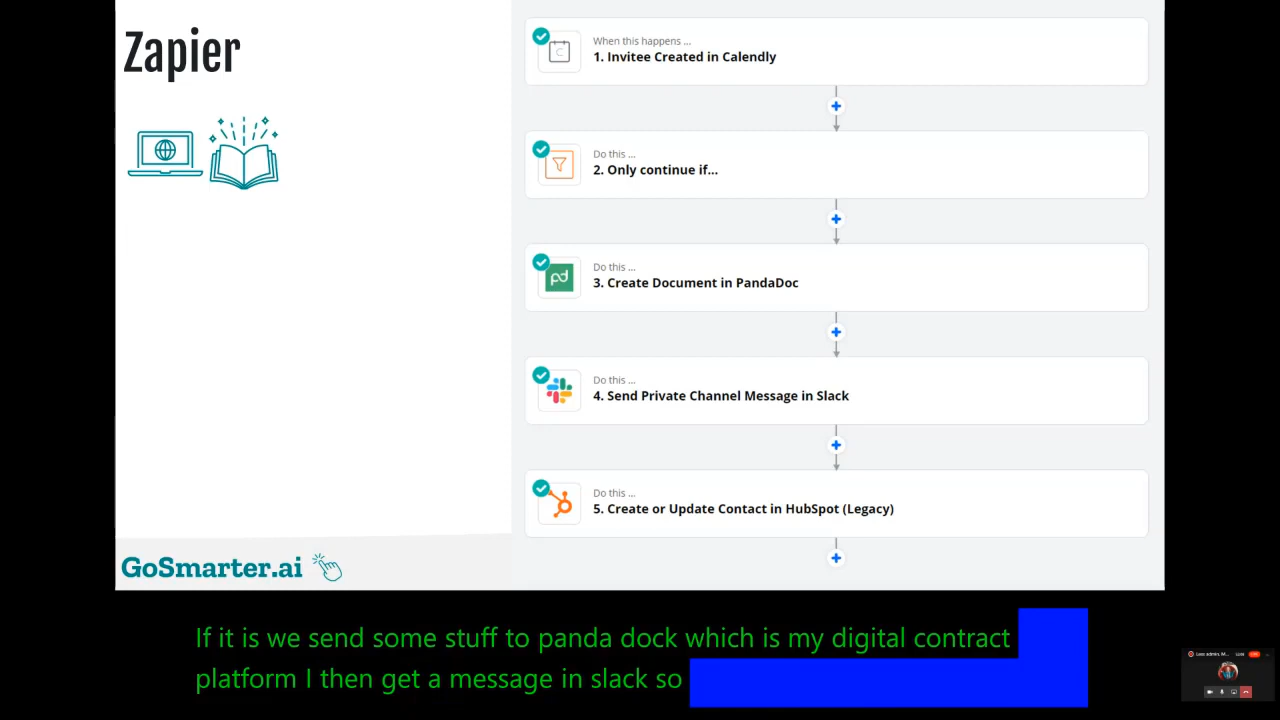 Zapier
When this happens ...
1. Invitee Created in Calendly
Do this ...
2. Only continue if...
Do this ...
3. Create Document in PandaDoc
pd
Do this ...
4. Send Private Channel Message in Slack
Do this ...
5. Create or Update Contact in HubSpot (Legacy)
GoSmarter.ai
If it is we send some stuff to panda dock which is my digital contract
platform I then get a message in slack so